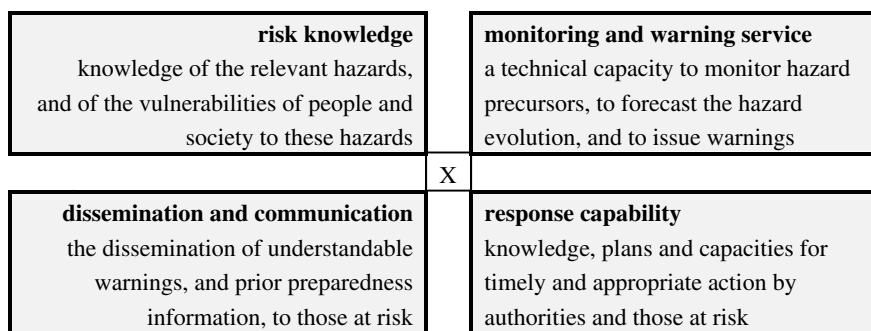 risk knowledge
knowledge of the relevant hazards,
and of the vulnerabilities of people and
society to these hazards
monitoring and warning service
a technical capacity to monitor hazard
precursors, to forecast the hazard
evolution, and to issue warnings
X
dissemination and communication
the dissemination of understandable
warnings, and prior preparedness
information, to those at risk
response capability
knowledge, plans and capacities for
timely and appropriate action by
authorities and those at risk